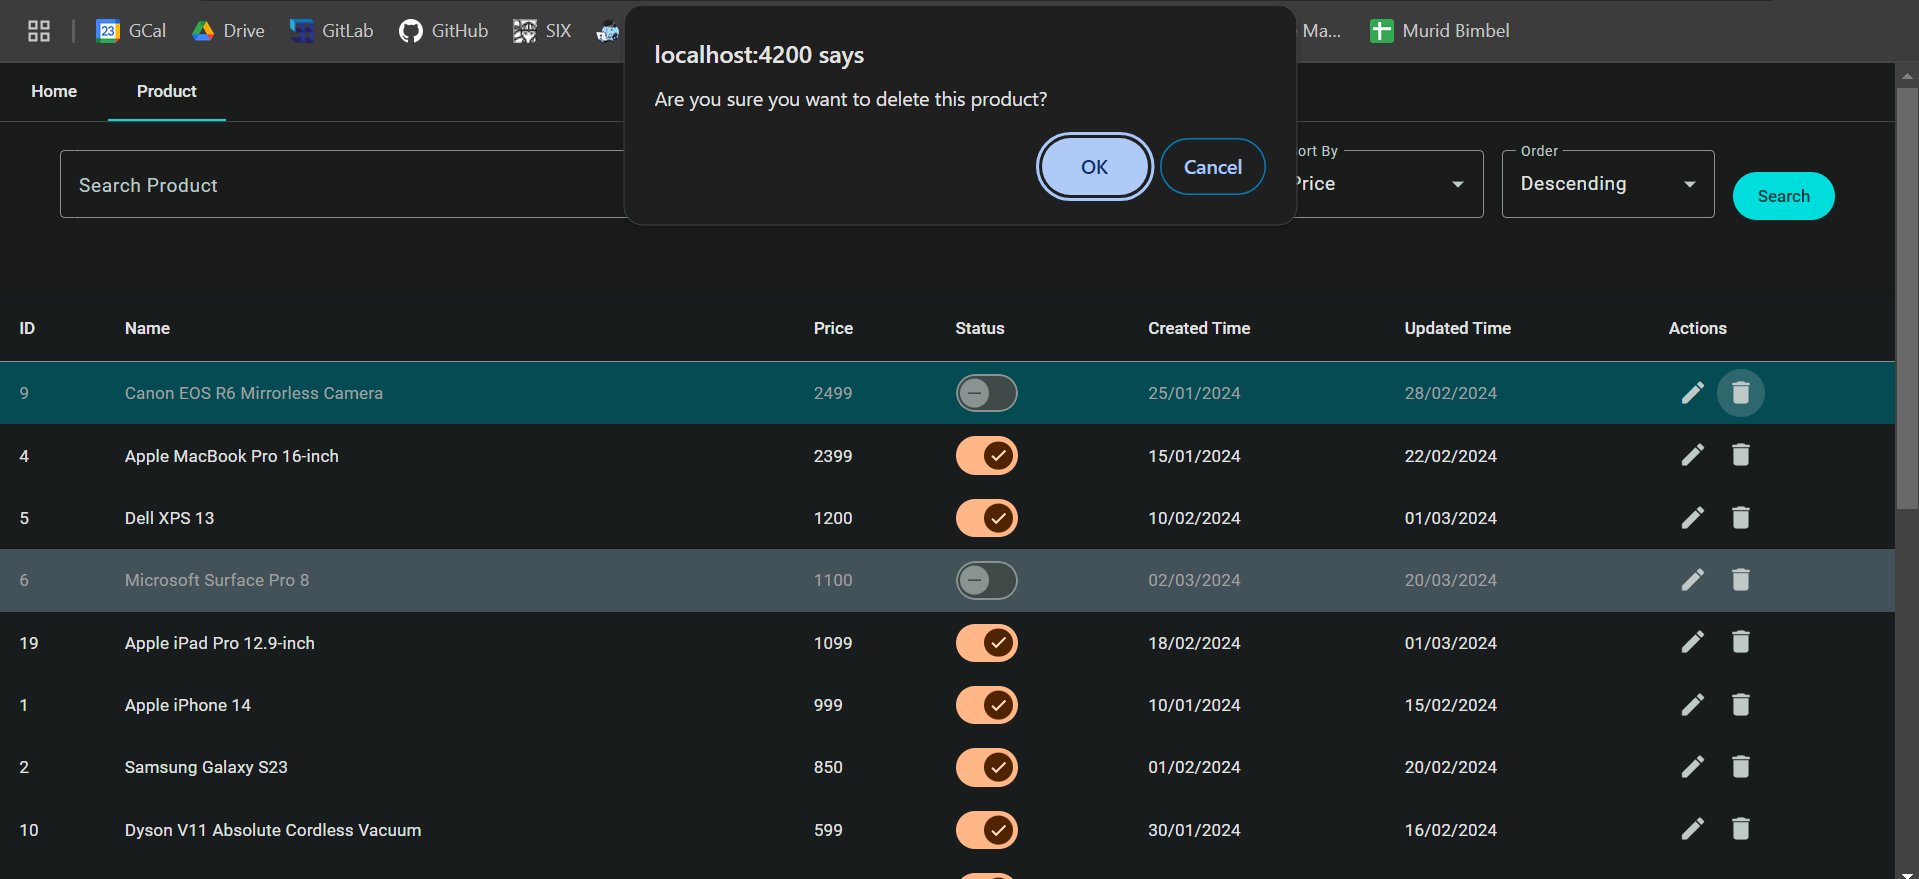 GCal Drive GitLab GitHub SIX Ma... Murid Bimbel
localhost:4200 says
Are you sure you want to delete this product?
OK Cancel
Home Product
Search Product
ort By
Price
Order
Descending
Search
ID Name Price Status Created Time Updated Time Actions
9 Canon EOS R6 Mirrorless Camera 2499 25/01/2024 28/02/2024
4 Apple MacBook Pro 16-inch 2399 15/01/2024 22/02/2024
5 Dell XPS 13 1200 10/02/2024 01/03/2024
6 Microsoft Surface Pro 8 1100 02/03/2024 20/03/2024
19 Apple iPad Pro 12.9-inch 1099 18/02/2024 01/03/2024
1 Apple iPhone 14 999 10/01/2024 15/02/2024
2 Samsung Galaxy S23 850 01/02/2024 20/02/2024
10 Dyson V11 Absolute Cordless Vacuum 599 30/01/2024 16/02/2024